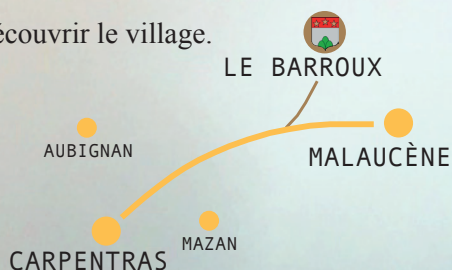 écouvrir le village.
LE BARROUX
AUBIGNAN
MALAUCÈNE
MAZAN
CARPENTRAS